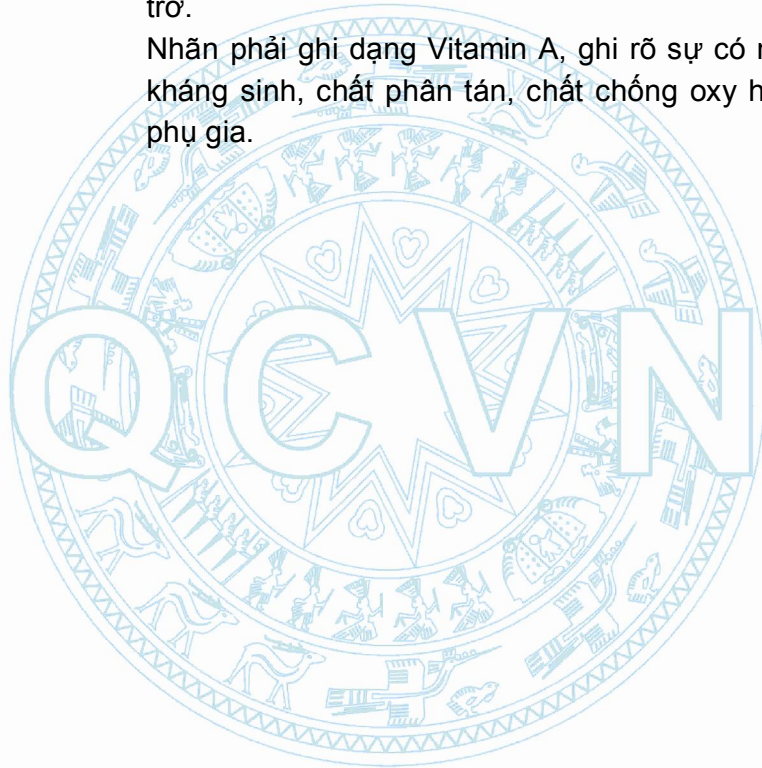 trơ.
Nhãn phải ghi dạng Vitamin A, ghi rõ sự có
kháng sinh, chất phân tán, chất chống oxy
phụ gia.
QCVN